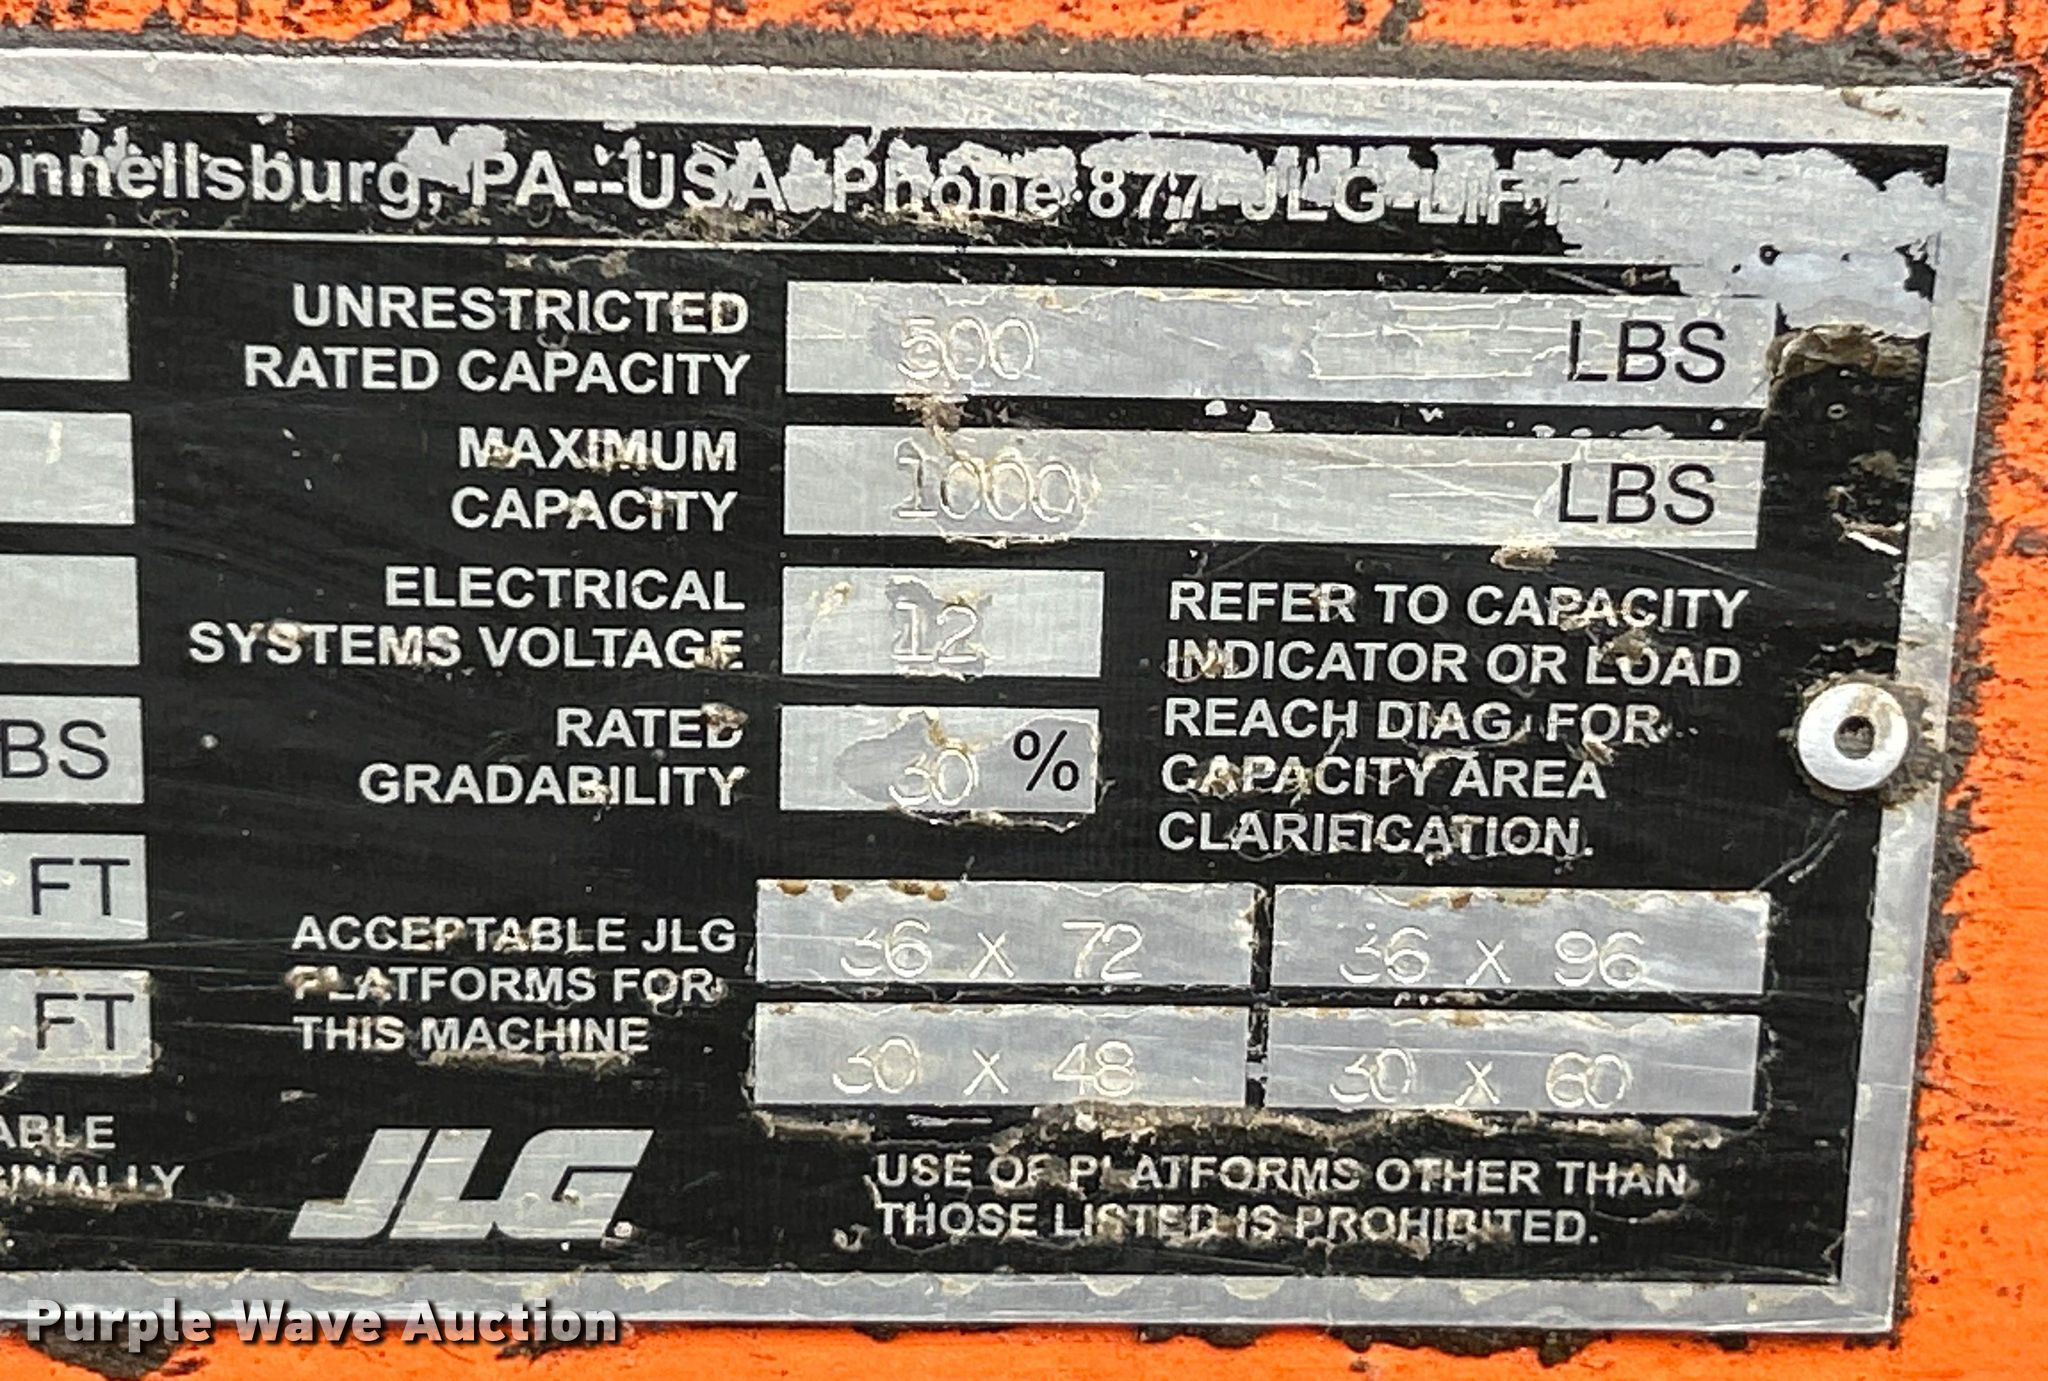 onnellsburg, PA--USA Phone 877-JLG-LIFT
UNRESTRICTED
RATED CAPACITY 500 LBS
MAXIMUM
CAPACITY 1000 LBS
ELECTRICAL
SYSTEMS VOLTAGE 12
RATED
GRADABILITY 30 %
REFER TO CAPACITY
INDICATOR OR LOAD
REACH DIAG. FOR
CAPACITY AREA
CLARIFICATION.
BS
FT
FT
ACCEPTABLE JLG
PLATFORMS FOR
THIS MACHINE
36 X 72 36 X 96
30 X 48 30 X 60
ABLE
GINALLY
JLG
USE OF PLATFORMS OTHER THAN
THOSE LISTED IS PROHIBITED.
Purple Wave Auction